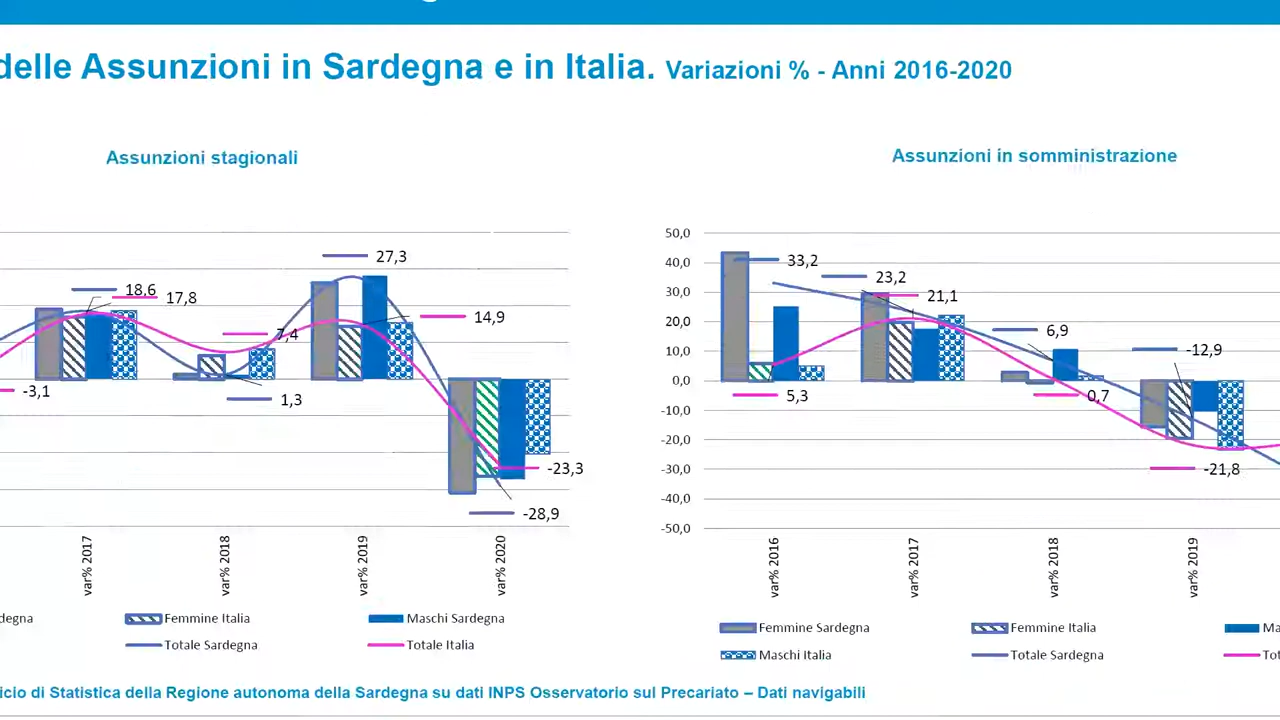 delle Assunzioni in Sardegna e in Italia. Variazioni % - Anni 2016-2020
Assunzioni stagionali
18,6
17,8
-3,1
7,4
1,3
27,3
14,9
-23,3
-28,9
var% 2017
var% 2018
var% 2019
var% 2020
Femmine Italia
Maschi Sardegna
Totale Sardegna
Totale Italia
Assunzioni in somministrazione
50,0
40,0
30,0
20,0
10,0
0,0
-10,0
-20,0
-30,0
-40,0
-50,0
33,2
23,2
21,1
6,9
-12,9
5,3
0,7
-21,8
var% 2016
var% 2017
var% 2018
var% 2019
Femmine Sardegna
Femmine Italia
Maschi Italia
Totale Sardegna
icio di Statistica della Regione autonoma della Sardegna su dati INPS Osservatorio sul Precariato – Dati navigabili